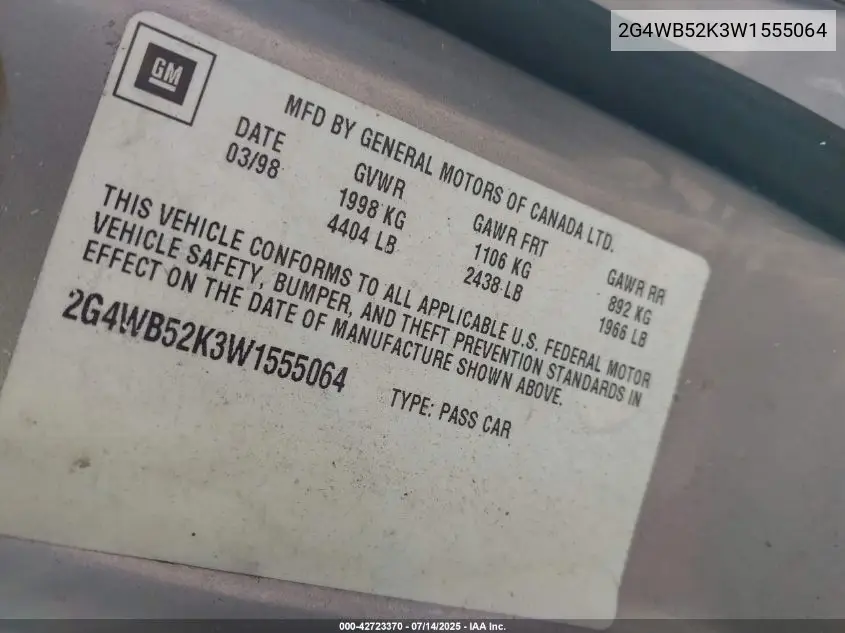 2G4WB52K3W1555064
GM
MFD BY GENERAL MOTORS OF CANADA LTD.
DATE GVWR GAWR FRT GAWR RR
03/98 1998 KG 1106 KG 892 KG
4404 LB 2438 LB 1966 LB
THIS VEHICLE CONFORMS TO ALL APPLICABLE U.S. FEDERAL MOTOR
VEHICLE SAFETY, BUMPER, AND THEFT PREVENTION STANDARDS IN
EFFECT ON THE DATE OF MANUFACTURE SHOWN ABOVE.
2G4WB52K3W1555064 TYPE: PASS CAR
000-42723370 - 07/14/2025 - IAA Inc.